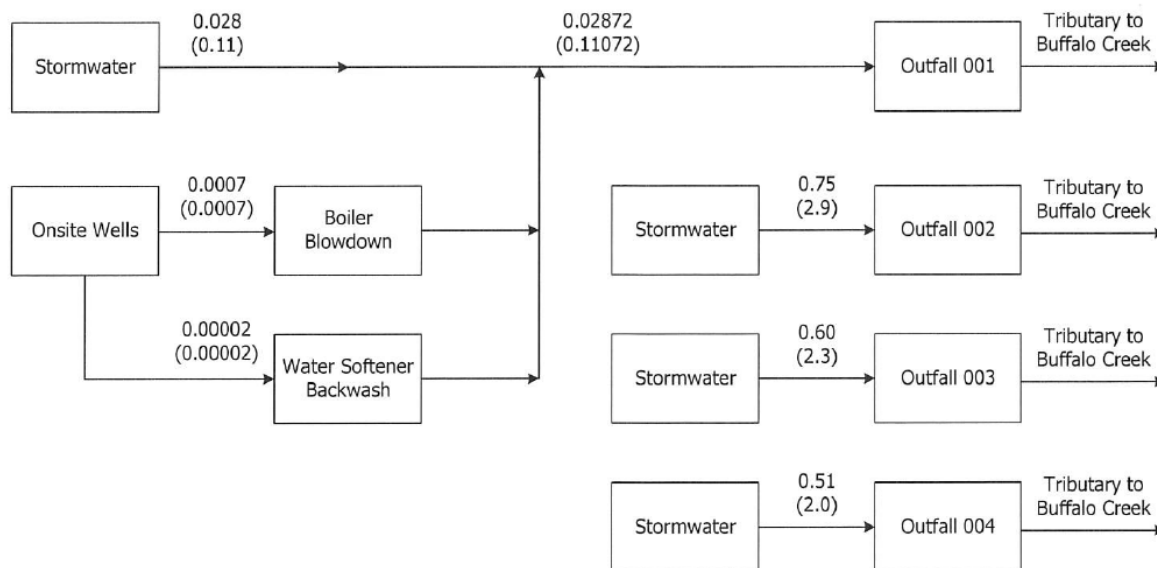 0.028
(0.11)
0.02872
(0.11072)
Tributary to
Buffalo Creek
Stormwater
Outfall 001
0.0007
(0.0007)
0.75
(2.9)
Tributary to
Buffalo Creek
Onsite Wells
Boiler
Blowdown
Stormwater
Outfall 002
0.00002
(0.00002)
0.60
(2.3)
Tributary to
Buffalo Creek
Water Softener
Backwash
Stormwater
Outfall 003
0.51
(2.0)
Tributary to
Buffalo Creek
Stormwater
Outfall 004